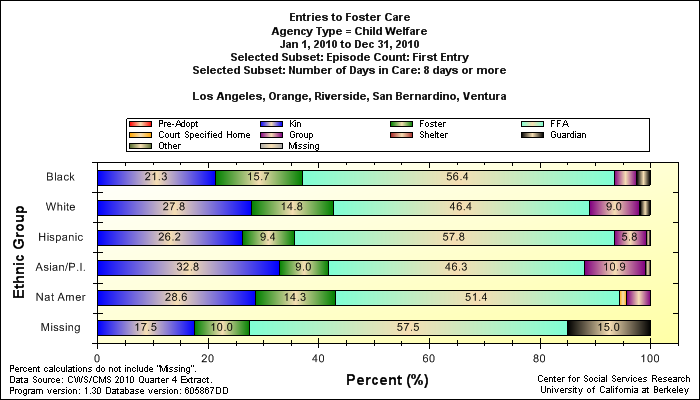 Entries to Foster Care
Agency Type = Child Welfare
Jan 1, 2010 to Dec 31, 2010
Selected Subset: Episode Count: First Entry
Selected Subset: Number of Days in Care: 8 days or more
Los Angeles, Orange, Riverside, San Bernardino, Ventura
Pre-Adopt Kin Foster FFA
Court Specified Home Group Shelter Guardian
Other Missing
Ethnic Group
Black 21.3 15.7 56.4
White 27.8 14.8 46.4 9.0
Hispanic 26.2 9.4 57.8 5.8
Asian/P.I. 32.8 9.0 46.3 10.9
Nat Amer 28.6 14.3 51.4
Missing 17.5 10.0 57.5 15.0
0 20 40 60 80 100
Percent (%)
Percent calculations do not include "Missing".
Data Source: CWS/CMS 2010 Quarter 4 Extract.
Program version: 1.30 Database version: 605867DD
Center for Social Services Research
University of California at Berkeley